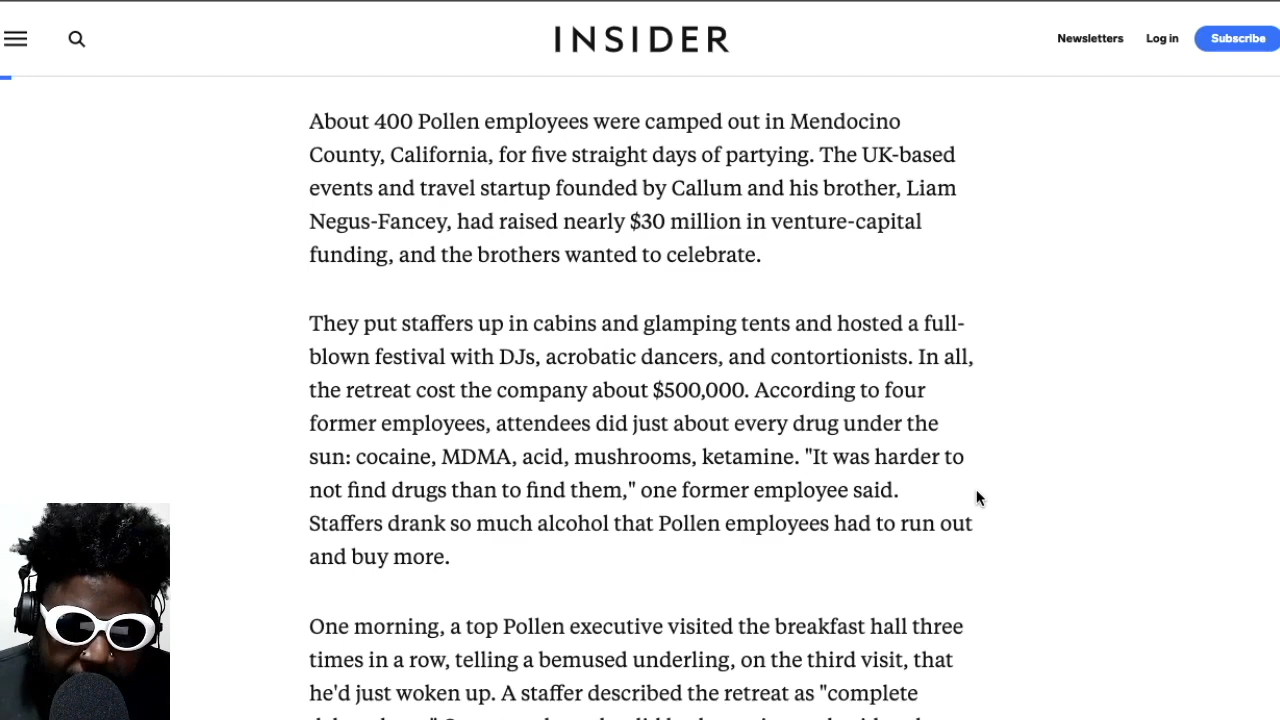 INSIDER
Newsletters
Log in
Subscribe
About 400 Pollen employees were camped out in Mendocino
County, California, for five straight days of partying. The UK-based
events and travel startup founded by Callum and his brother, Liam
Negus-Fancey, had raised nearly $30 million in venture-capital
funding, and the brothers wanted to celebrate.
They put staffers up in cabins and glamping tents and hosted a full-
blown festival with DJs, acrobatic dancers, and contortionists. In all,
the retreat cost the company about $500,000. According to four
former employees, attendees did just about every drug under the
sun: cocaine, MDMA, acid, mushrooms, ketamine. "It was harder to
not find drugs than to find them," one former employee said.
Staffers drank so much alcohol that Pollen employees had to run out
and buy more.
One morning, a top Pollen executive visited the breakfast hall three
times in a row, telling a bemused underling, on the third visit, that
he'd just woken up. A staffer described the retreat as "complete